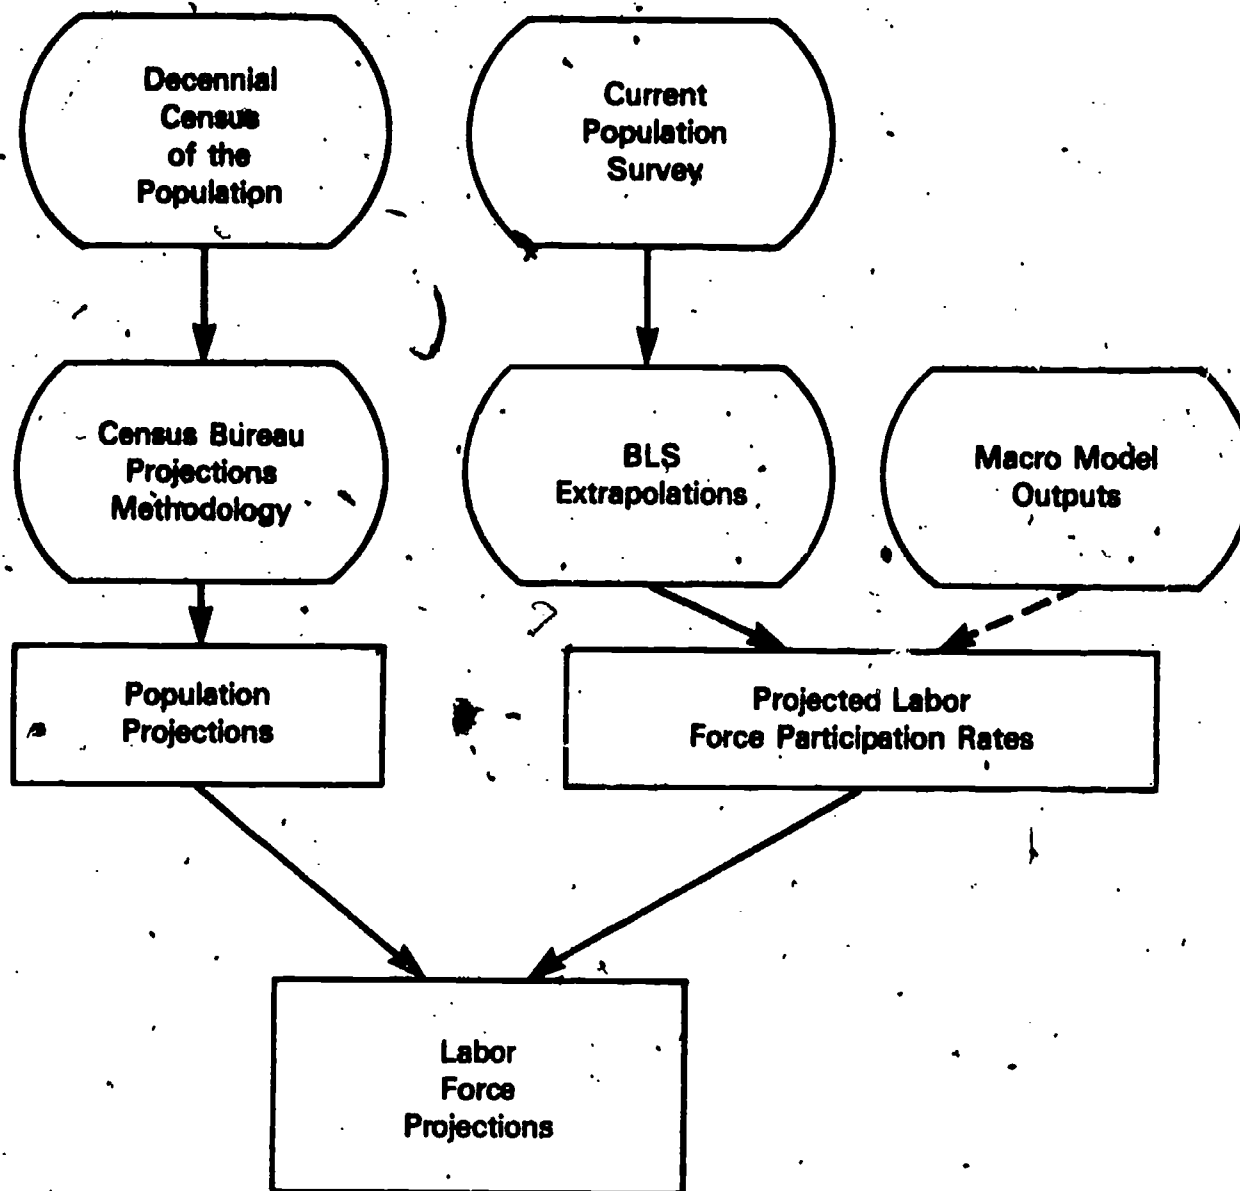 Decennial
Census
of the
Population
Current
Population
Survey
Census Bureau
Projections
Methodology
BLS
Extrapolations
Macro Model
Outputs
Population
Projections
Projected Labor
Force Participation Rates
Labor
Force
Projections